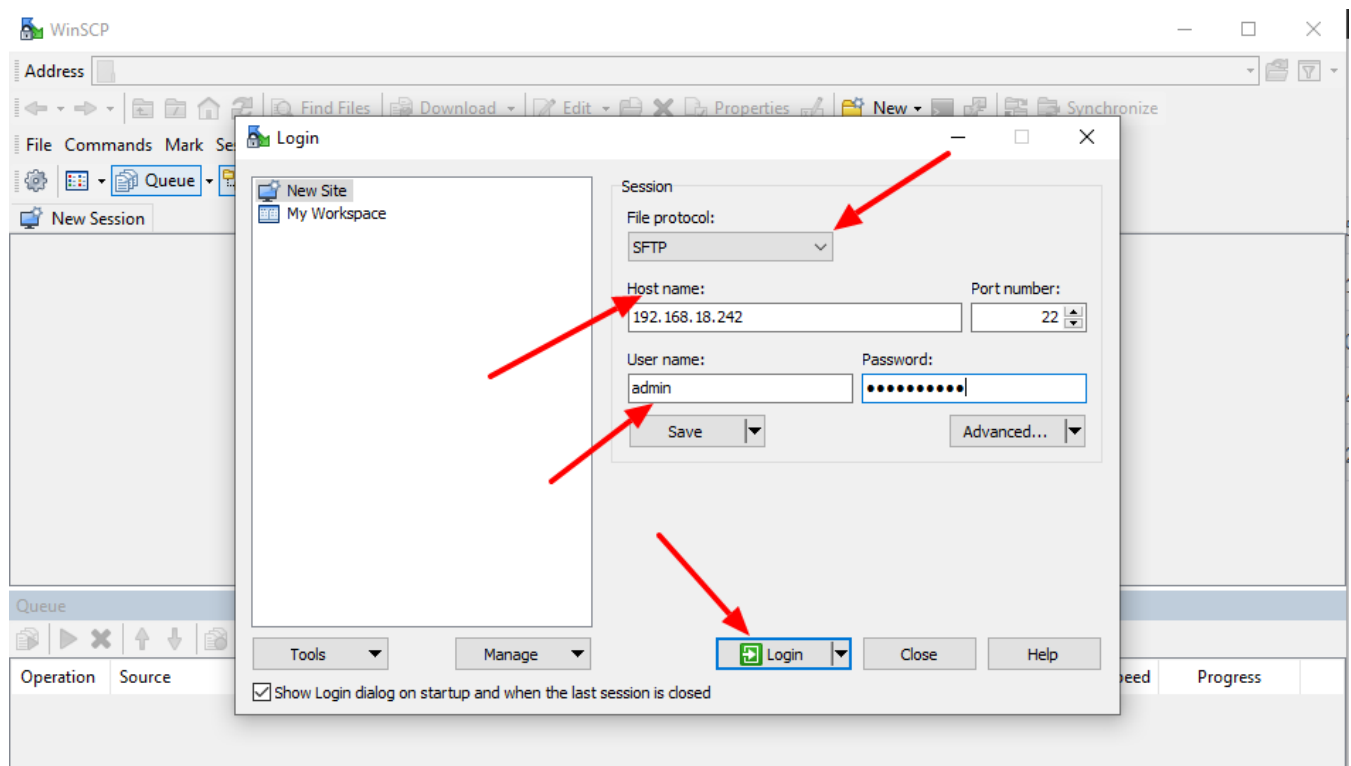 WinSCP
Address
Find Files Download Edit Properties New Synchronize
File Commands Mark Se
Login
Queue
New Session
New Site
My Workspace
Session
File protocol:
SFTP
Host name:
Port number:
192.168.18.242
22
User name:
Password:
admin
••••••••••
Save
Advanced...
Queue
Tools
Manage
Login
Close
Help
Operation Source
eed Progress
Show Login dialog on startup and when the last session is closed